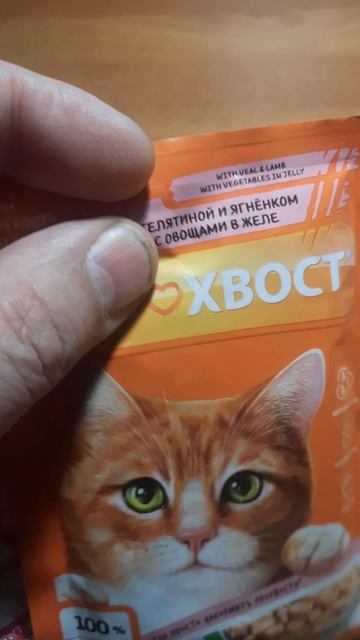 WITH VEAL & LAMB
WITH VEGETABLES IN JELLY
ТЕЛЯТИНОЙ И ЯГНЁНКОМ
С ОВОЩАМИ В ЖЕЛЕ
ХВОСТ
100%